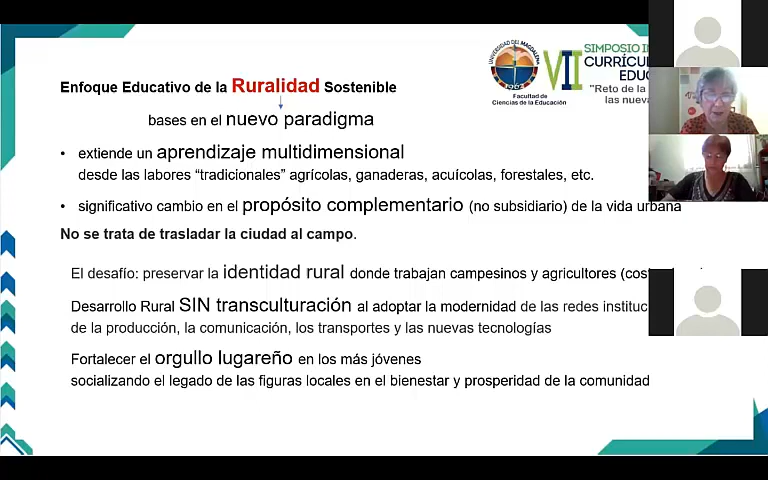 UNIVERSIDAD DEL MAGDALENA
Facultad de
Ciencias de la Educación
VII
SIMPOSIO
CURRÍCU
EDUC
"Reto de la
las nueva
Enfoque Educativo de la Ruralidad Sostenible
bases en el nuevo paradigma
• extiende un aprendizaje multidimensional
desde las labores “tradicionales” agrícolas, ganaderas, acuícolas, forestales, etc.
• significativo cambio en el propósito complementario (no subsidiario) de la vida urbana
No se trata de trasladar la ciudad al campo.
El desafío: preservar la identidad rural donde trabajan campesinos y agricultores
Desarrollo Rural SIN transculturación al adoptar la modernidad de las redes instituc
de la producción, la comunicación, los transportes y las nuevas tecnologías
Fortalecer el orgullo lugareño en los más jóvenes
socializando el legado de las figuras locales en el bienestar y prosperidad de la comunidad